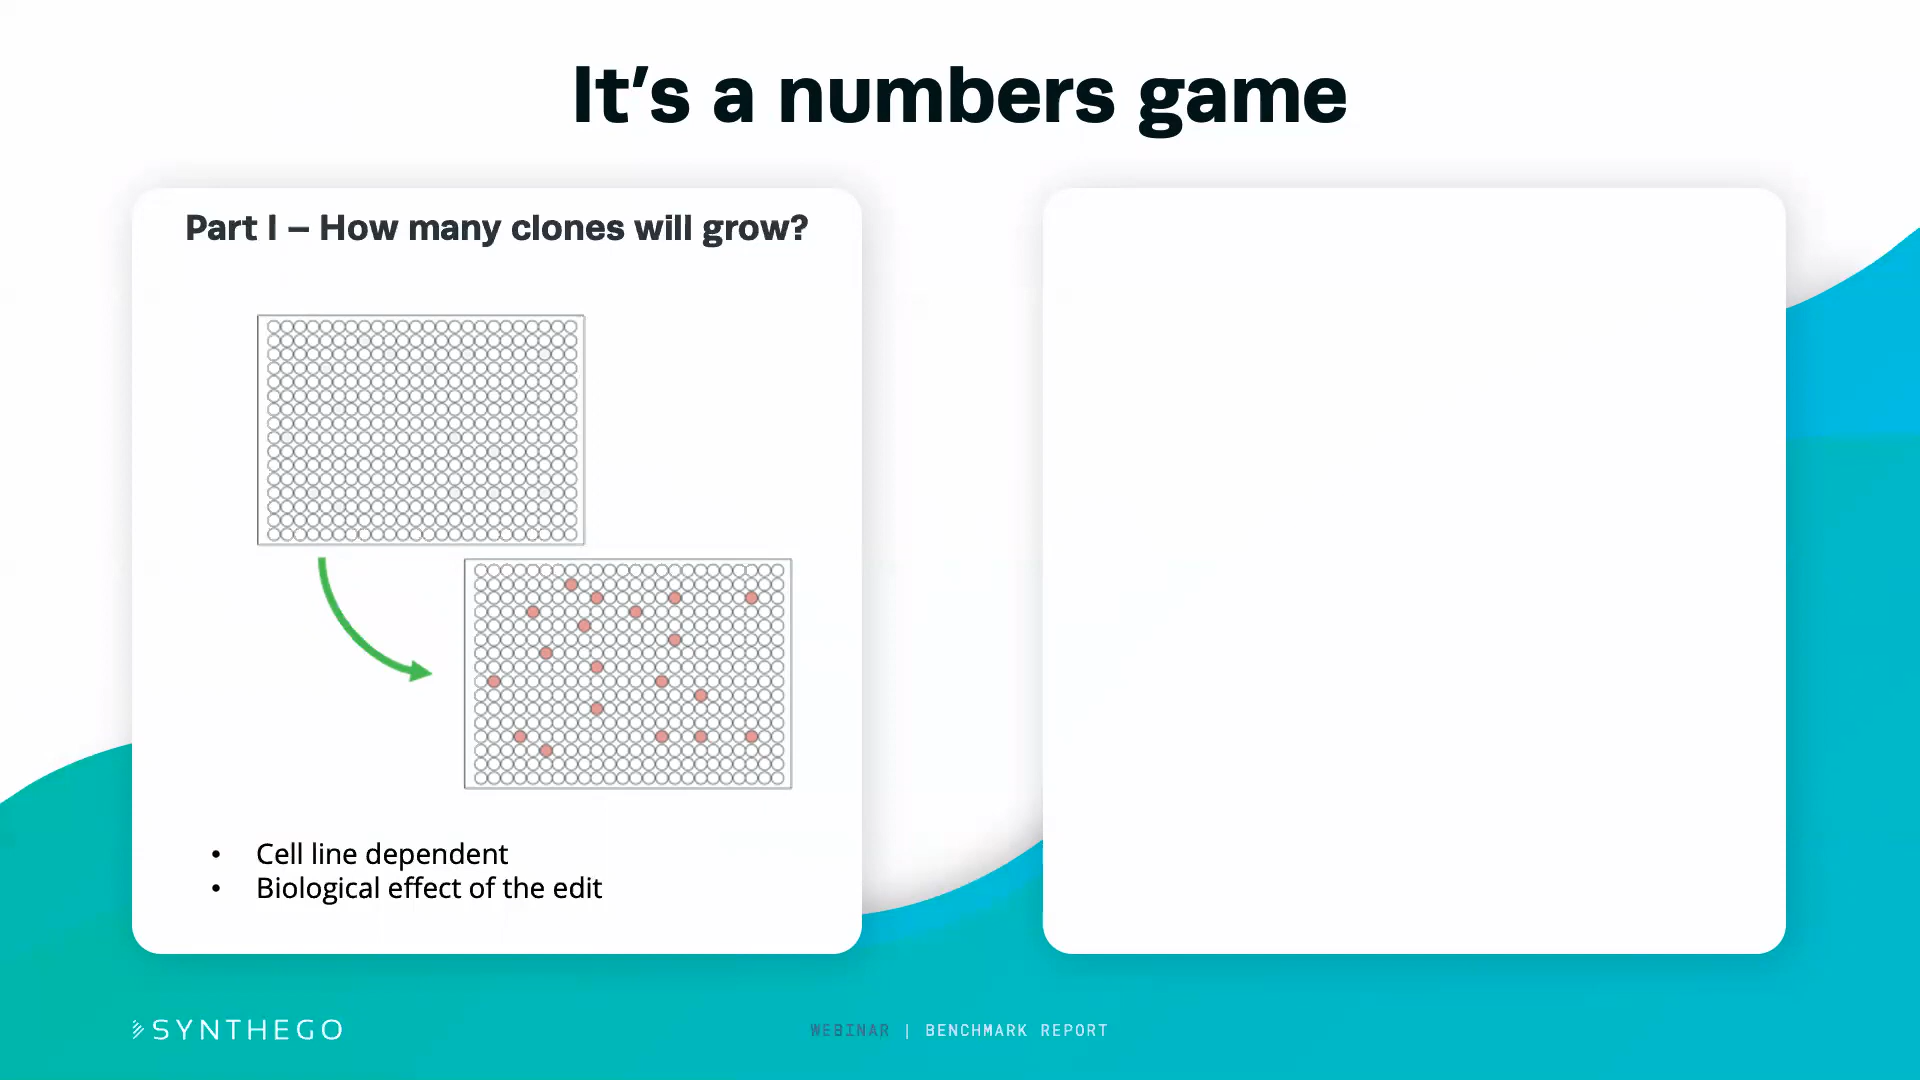 It’s a numbers game
Part I – How many clones will grow?
• Cell line dependent
• Biological effect of the edit
SYNTHEGO
WEBINAR | BENCHMARK REPORT